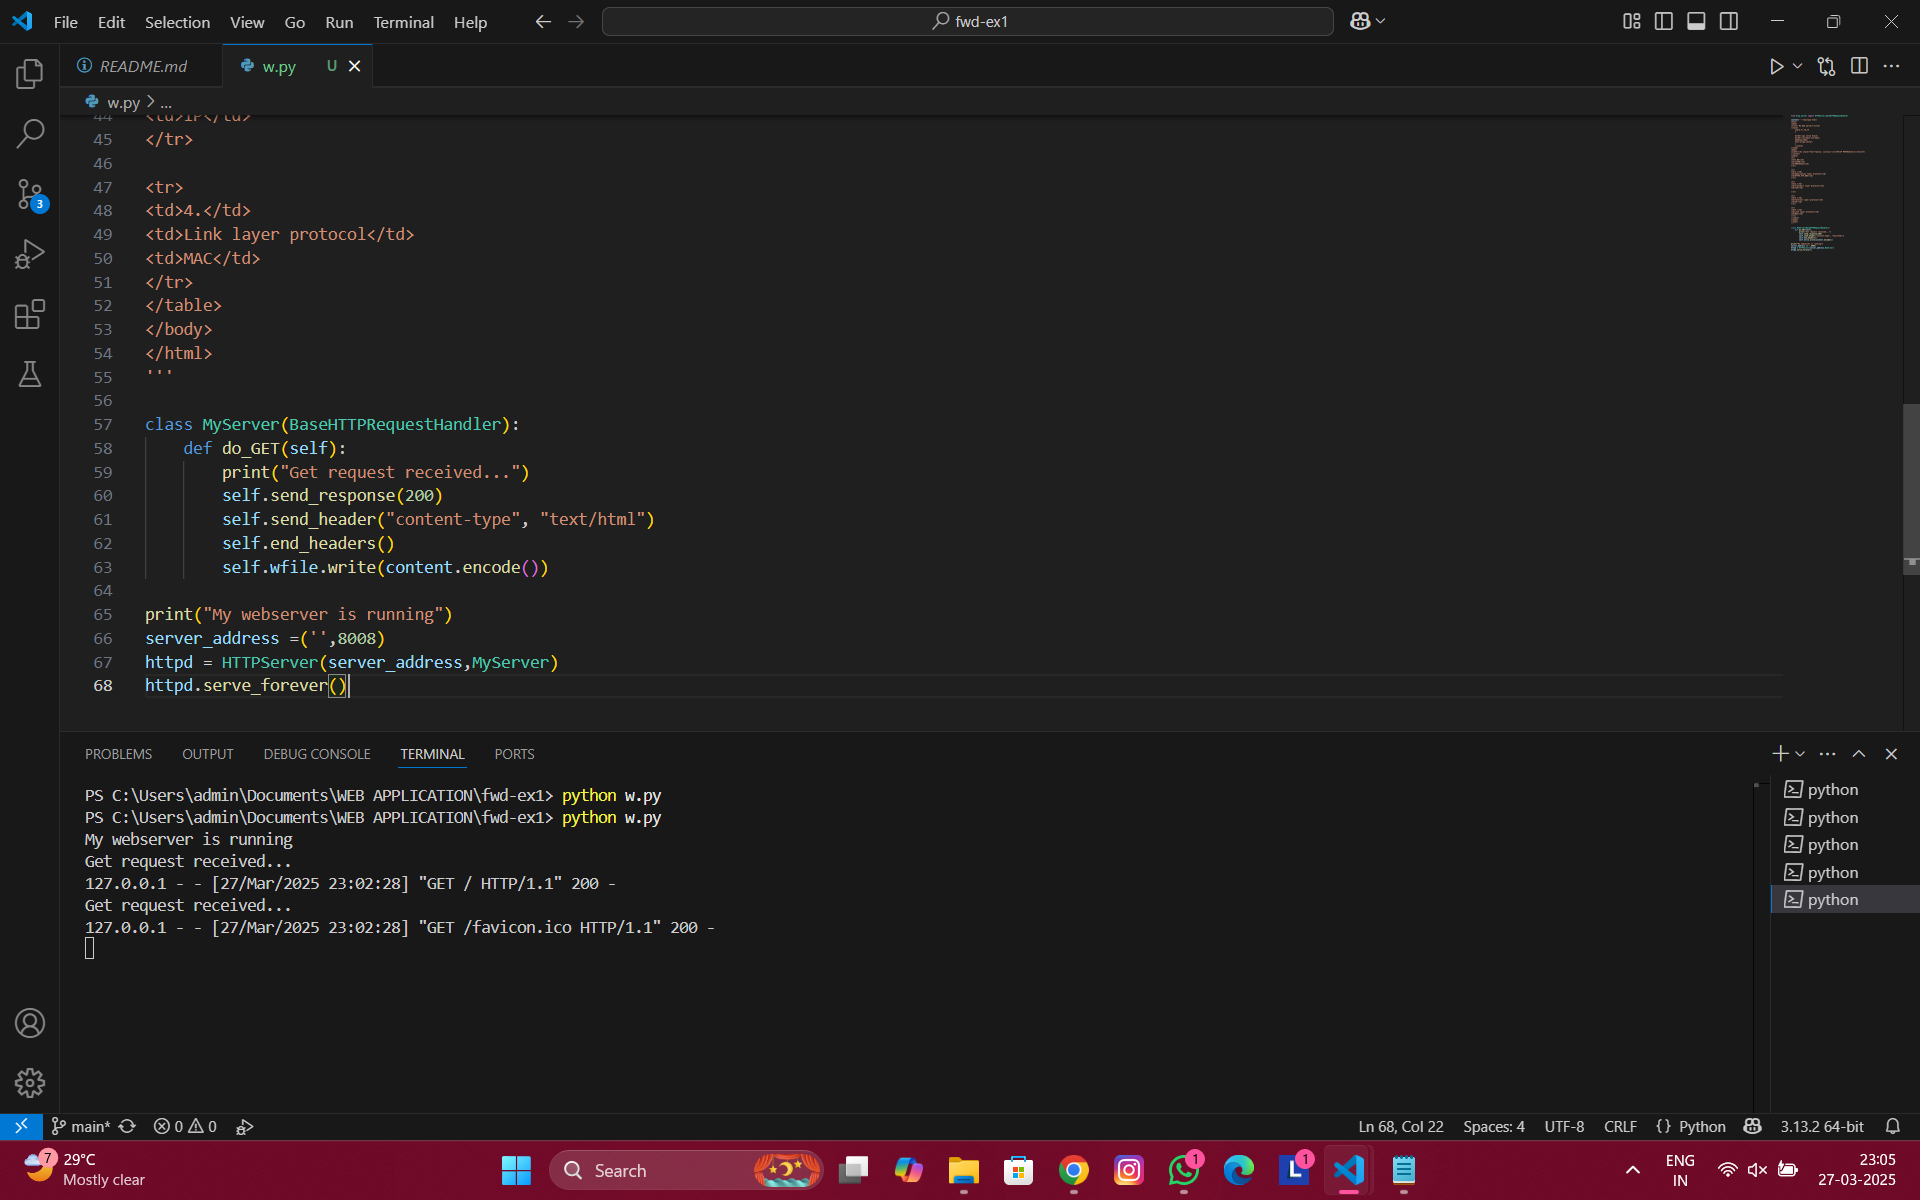 File Edit Selection View Go Run Terminal Help
fwd-ex1
README.md
w.py U
w.py > ...
44 <td>IP</td>
45 </tr>
46
47 <tr>
48 <td>4.</td>
49 <td>Link layer protocol</td>
50 <td>MAC</td>
51 </tr>
52 </table>
53 </body>
54 </html>
55 '''
56
57 class MyServer(BaseHTTPRequestHandler):
58 def do_GET(self):
59 print("Get request received...")
60 self.send_response(200)
61 self.send_header("content-type", "text/html")
62 self.end_headers()
63 self.wfile.write(content.encode())
64
65 print("My webserver is running")
66 server_address =('',8008)
67 httpd = HTTPServer(server_address,MyServer)
68 httpd.serve_forever()
3
PROBLEMS OUTPUT DEBUG CONSOLE TERMINAL PORTS
PS C:\Users\admin\Documents\WEB APPLICATION\fwd-ex1> python w.py
PS C:\Users\admin\Documents\WEB APPLICATION\fwd-ex1> python w.py
My webserver is running
Get request received...
127.0.0.1 - - [27/Mar/2025 23:02:28] "GET / HTTP/1.1" 200 -
Get request received...
127.0.0.1 - - [27/Mar/2025 23:02:28] "GET /favicon.ico HTTP/1.1" 200 -
python
python
python
python
python
main* 0 0
Ln 68, Col 22 Spaces: 4 UTF-8 CRLF {} Python 3.13.2 64-bit
7
29°C
Mostly clear
Search
1
L 1
ENG
IN
23:05
27-03-2025